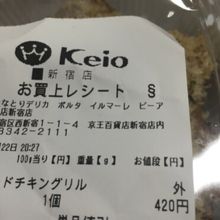 Keio
新宿店
お買上レシート §
なとりデリカ ポルタ イルマーレ ピーア
店新宿店
宿区西新宿1-1-4 京王百貨店新宿店内
3342-2111
22日 20:27
100g当り【円】 重量【g】 お値段【円】
ドチキングリル 外
1個 420円